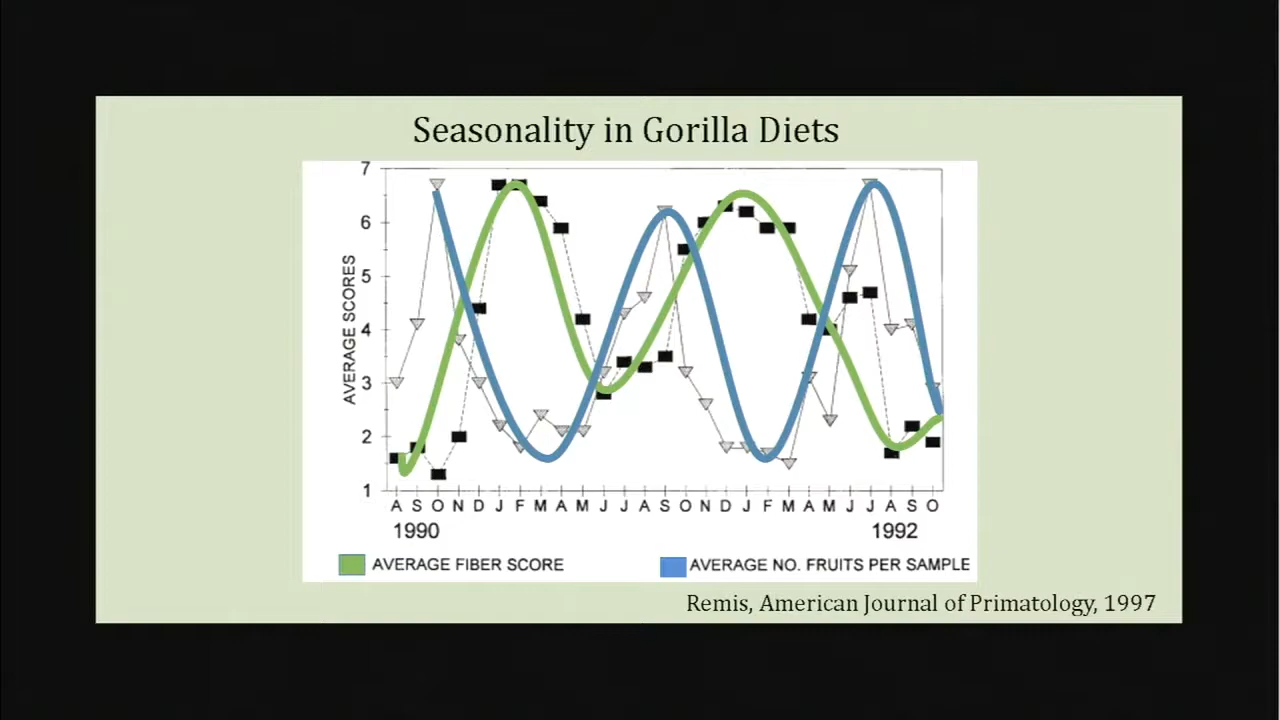 Seasonality in Gorilla Diets
7
6
5
4
3
2
1
AVERAGE SCORES
A S O N D J F M A M J J A S O N D J F M A M J J A S O
1990 1992
AVERAGE FIBER SCORE AVERAGE NO. FRUITS PER SAMPLE
Remis, American Journal of Primatology, 1997